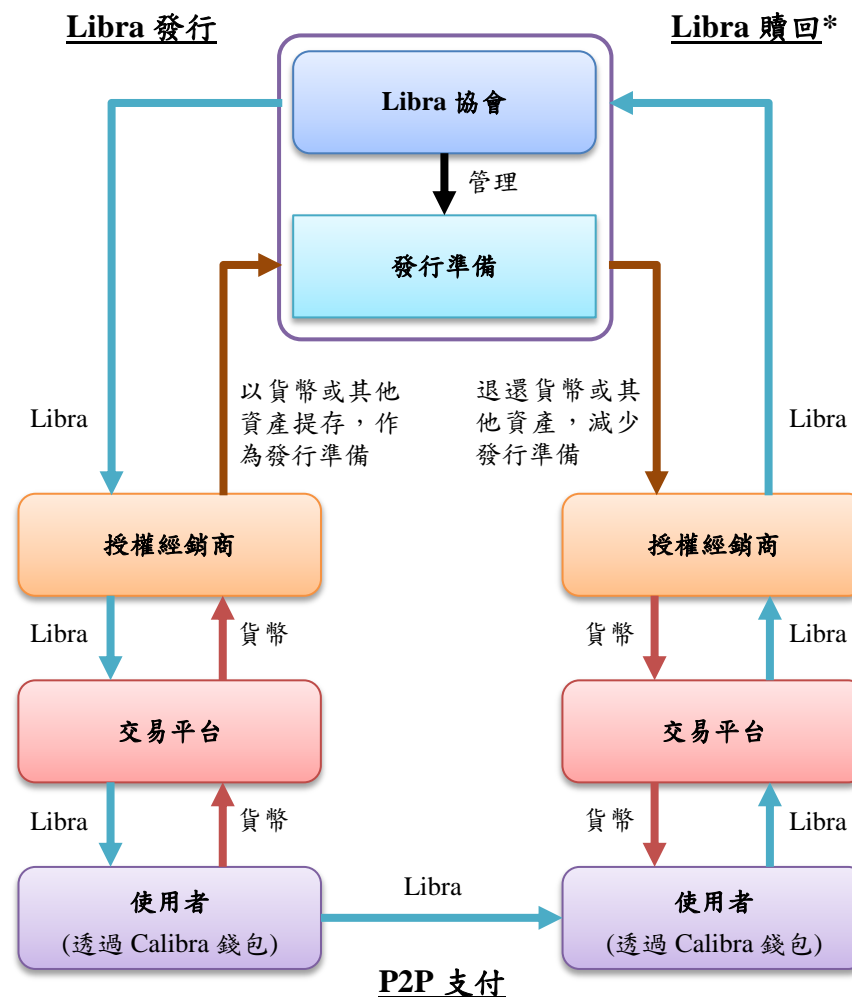 Libra 發行
Libra 贖回*
Libra 協會
管理
發行準備
以貨幣或其他
資產提存，作
為發行準備
退還貨幣或其
他資產，減少
發行準備
Libra
Libra
授權經銷商
授權經銷商
Libra
貨幣
貨幣
Libra
交易平台
交易平台
Libra
貨幣
貨幣
Libra
使用者
(透過 Calibra 錢包)
Libra
使用者
(透過 Calibra 錢包)
P2P 支付